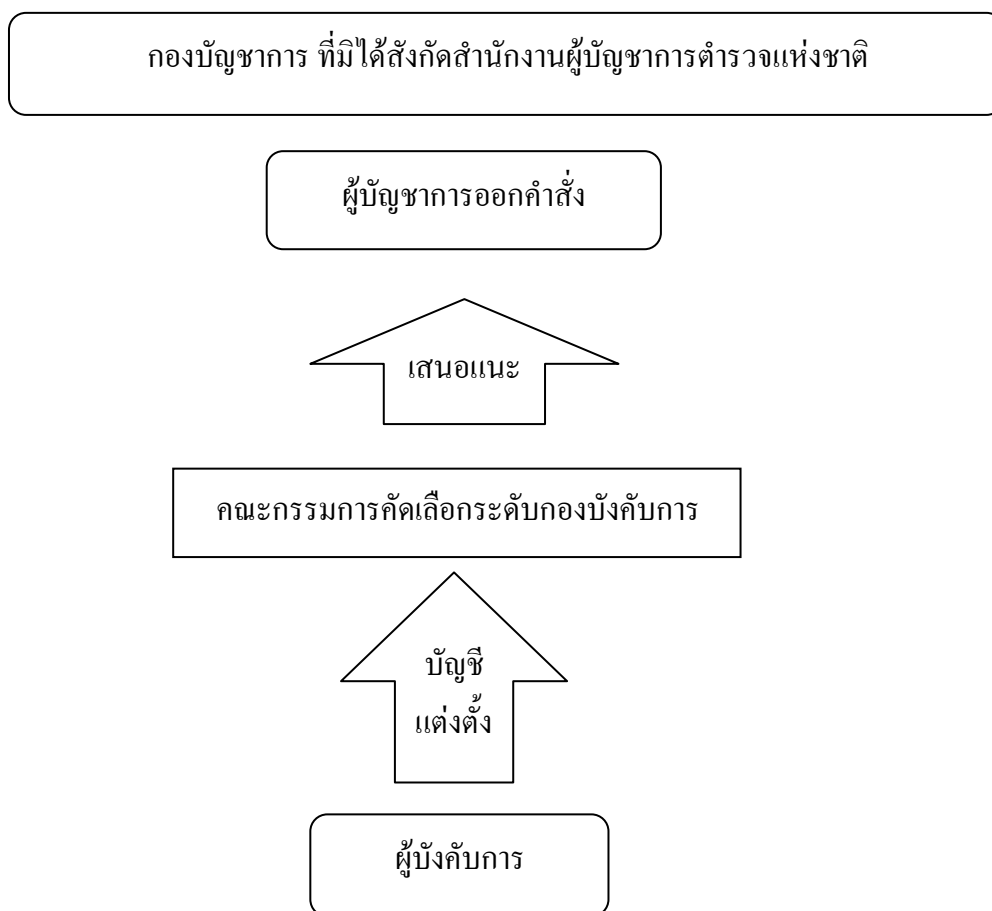 กองบัญชาการ ที่มิได้สังกัดสำนักงานผู้บัญชาการตำรวจแห่งชาติ
ผู้บัญชาการออกคำสั่ง
เสนอแนะ
คณะกรรมการคัดเลือกระดับกองบังคับการ
บัญชี
แต่งตั้ง
ผู้บังคับการ